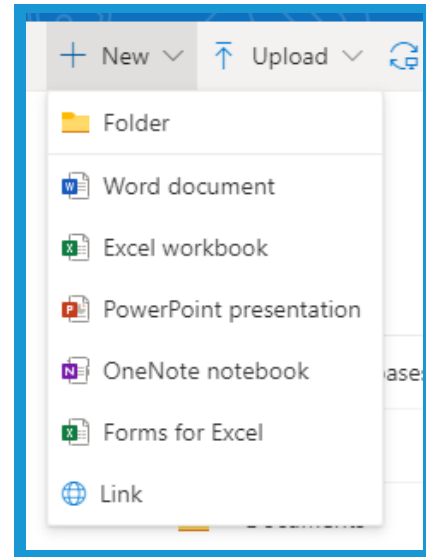 New Upload
Folder
Word document
Excel workbook
PowerPoint presentation
OneNote notebook
Forms for Excel
Link